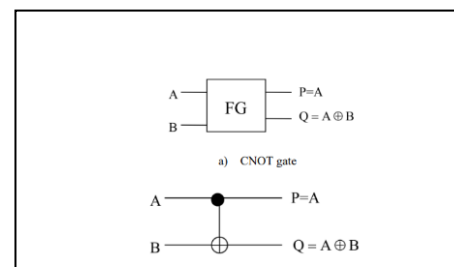 A P=A
FG
B Q = A ⊕ B
a) CNOT gate
A P=A
B Q = A ⊕ B